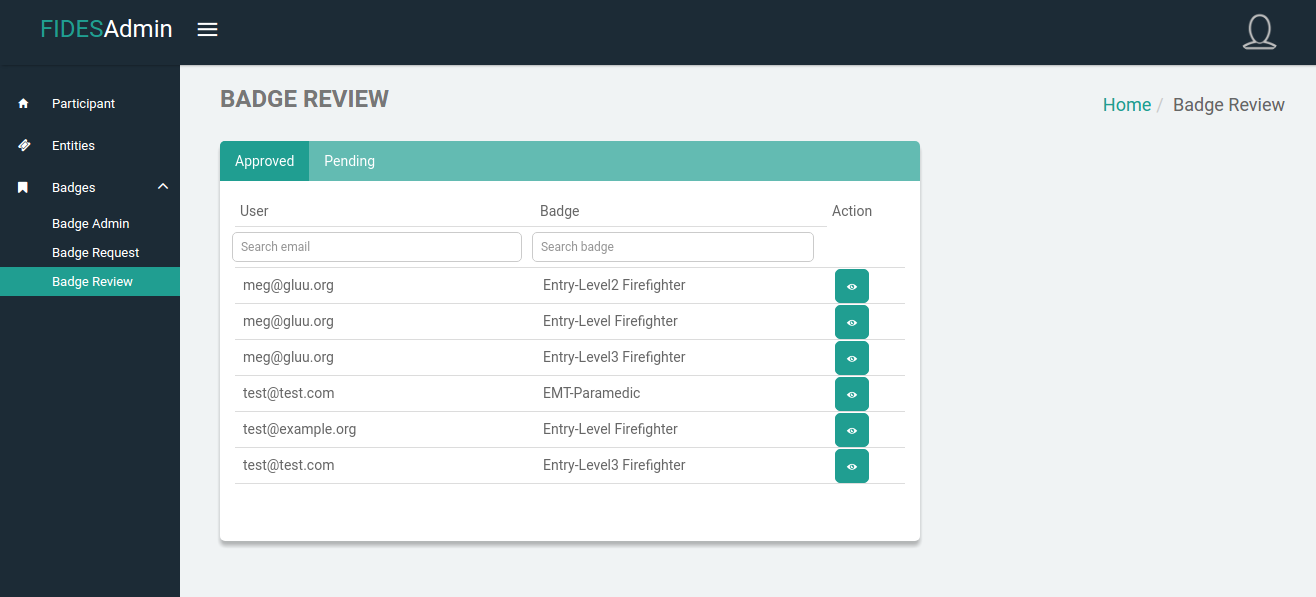 FIDESAdmin
Participant
Entities
Badges
Badge Admin
Badge Request
Badge Review
BADGE REVIEW
Home / Badge Review
Approved Pending
User Badge Action
Search email Search badge
meg@gluu.org Entry-Level2 Firefighter
meg@gluu.org Entry-Level Firefighter
meg@gluu.org Entry-Level3 Firefighter
test@test.com EMT-Paramedic
test@example.org Entry-Level Firefighter
test@test.com Entry-Level3 Firefighter